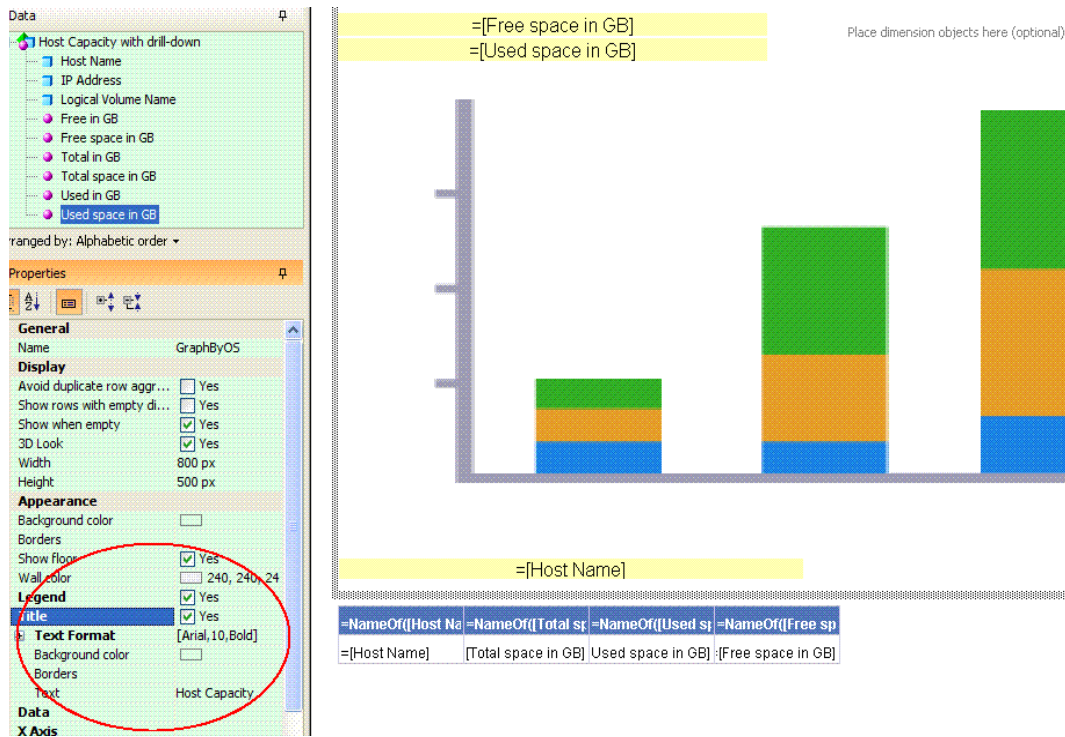 Data
Host Capacity with drill-down
Host Name
IP Address
Logical Volume Name
Free in GB
Free space in GB
Total in GB
Total space in GB
Used in GB
Used space in GB
rranged by: Alphabetic order
Properties
General
Name GraphByOS
Display
Avoid duplicate row aggr... Yes
Show rows with empty di... Yes
Show when empty Yes
3D Look Yes
Width 800 px
Height 500 px
Appearance
Background color
Borders
Show floor Yes
Wall color 240, 240, 24
Legend Yes
Title Yes
Text Format [Arial,10,Bold]
Background color
Borders
Text Host Capacity
Data
X Axis
=[Free space in GB]
=[Used space in GB]
Place dimension objects here (optional)
=[Host Name]
=NameOf([Host Na =NameOf([Total sp =NameOf([Used sp =NameOf([Free sp
=[Host Name] [Total space in GB] Used space in GB] =[Free space in GB]